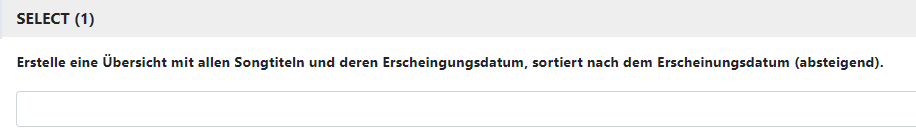 SELECT (1)
Erstelle eine Übersicht mit allen Songtiteln und deren Erscheingungsdatum, sortiert nach dem Erscheinungsdatum (absteigend).